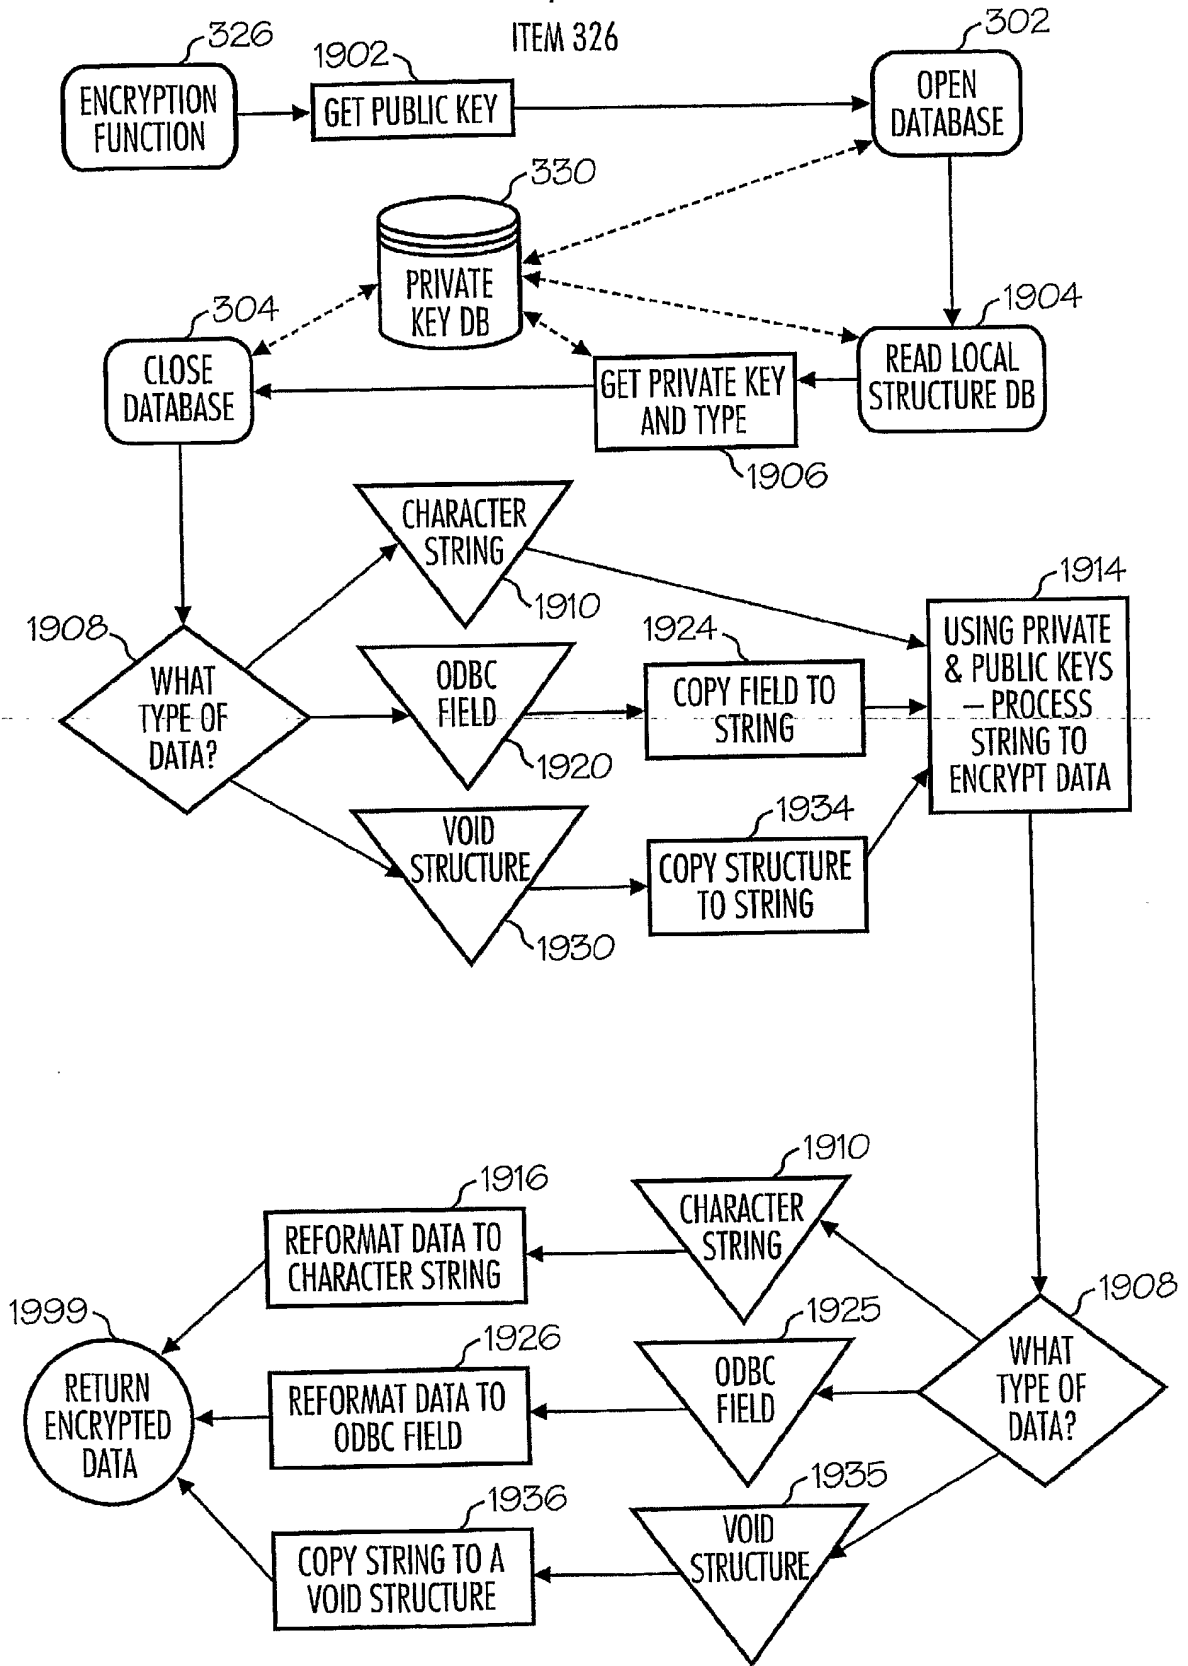 ITEM 326
326
ENCRYPTION
FUNCTION
1902
GET PUBLIC KEY
302
OPEN
DATABASE
330
PRIVATE
KEY DB
304
CLOSE
DATABASE
1904
READ LOCAL
STRUCTURE DB
GET PRIVATE KEY
AND TYPE
1906
CHARACTER
STRING
1910
1908
WHAT
TYPE OF
DATA?
ODBC
FIELD
1920
1924
COPY FIELD TO
STRING
1914
USING PRIVATE
& PUBLIC KEYS
– PROCESS
STRING TO
ENCRYPT DATA
VOID
STRUCTURE
1930
1934
COPY STRUCTURE
TO STRING
1910
CHARACTER
STRING
1916
REFORMAT DATA TO
CHARACTER STRING
1908
WHAT
TYPE OF
DATA?
1925
ODBC
FIELD
1926
REFORMAT DATA TO
ODBC FIELD
1999
RETURN
ENCRYPTED
DATA
1935
VOID
STRUCTURE
1936
COPY STRING TO A
VOID STRUCTURE